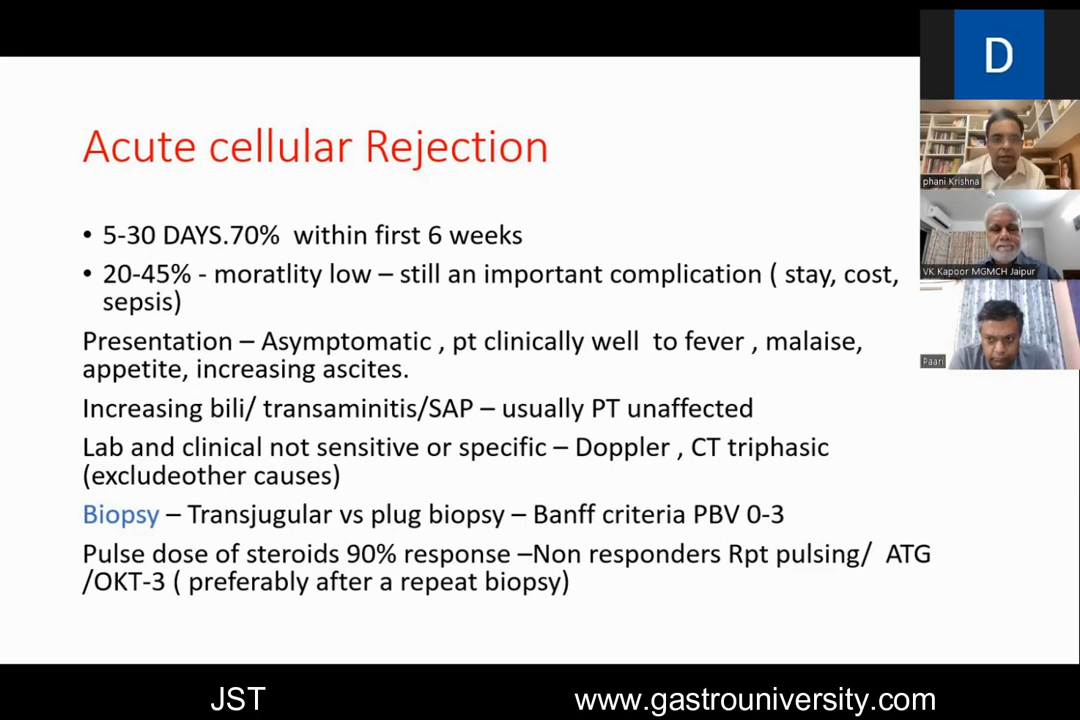 Acute cellular Rejection
• 5-30 DAYS.70% within first 6 weeks
• 20-45% - moratlity low – still an important complication ( stay, cost,
sepsis)
Presentation – Asymptomatic , pt clinically well to fever , malaise,
appetite, increasing ascites.
Increasing bili/ transaminitis/SAP – usually PT unaffected
Lab and clinical not sensitive or specific – Doppler , CT triphasic
(excludeother causes)
Biopsy – Transjugular vs plug biopsy – Banff criteria PBV 0-3
Pulse dose of steroids 90% response –Non responders Rpt pulsing/ ATG
/OKT-3 ( preferably after a repeat biopsy)
D
phani Krishna
VK Kapoor MGMCH Jaipur
Paari
JST www.gastrouniversity.com